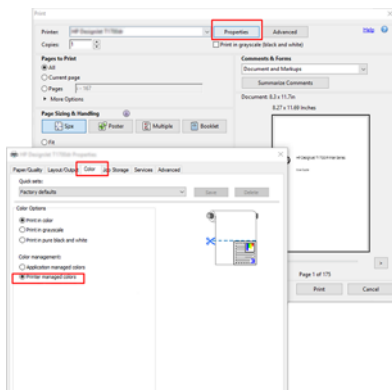 Print
Printer: HP Designjet T1700dr Properties Advanced Help
Copies: 1 Print in grayscale (black and white)
Pages to Print Comments & Forms
All Document and Markups
Current page Summarize Comments
Pages 1 - 187
More Options Document: 8.3 x 11.7in
8.27 x 11.69 Inches
Page Sizing & Handling
Size Poster Multiple Booklet
Fit
Properties
Paper/Quality Layout/Output Color Job Storage Services Advanced
Quick sets:
Factory defaults Save Delete
Color Options
Print in color
Print in grayscale
Print in pure black and white
Color management:
Application managed colors
Printer managed colors
Page 1 of 175
Print Cancel